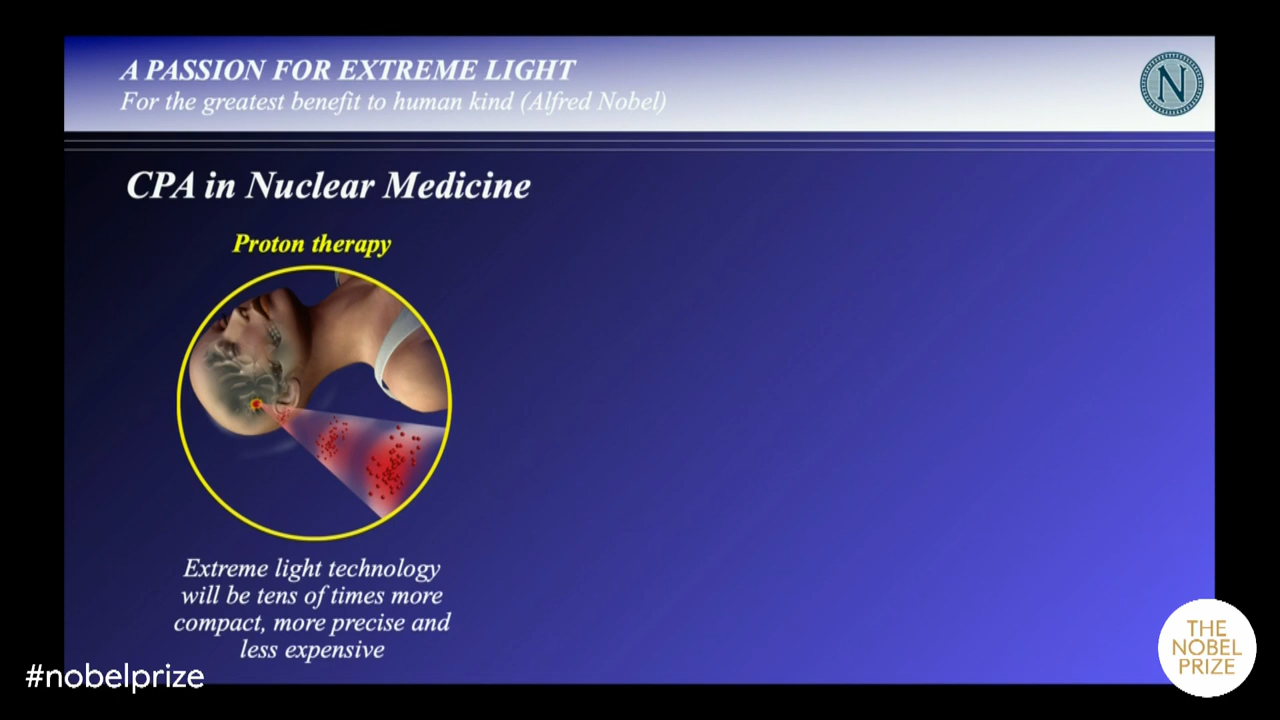 A PASSION FOR EXTREME LIGHT
For the greatest benefit to human kind (Alfred Nobel)
N
CPA in Nuclear Medicine
Proton therapy
Extreme light technology
will be tens of times more
compact, more precise and
less expensive
#nobelprize
THE
NOBEL
PRIZE